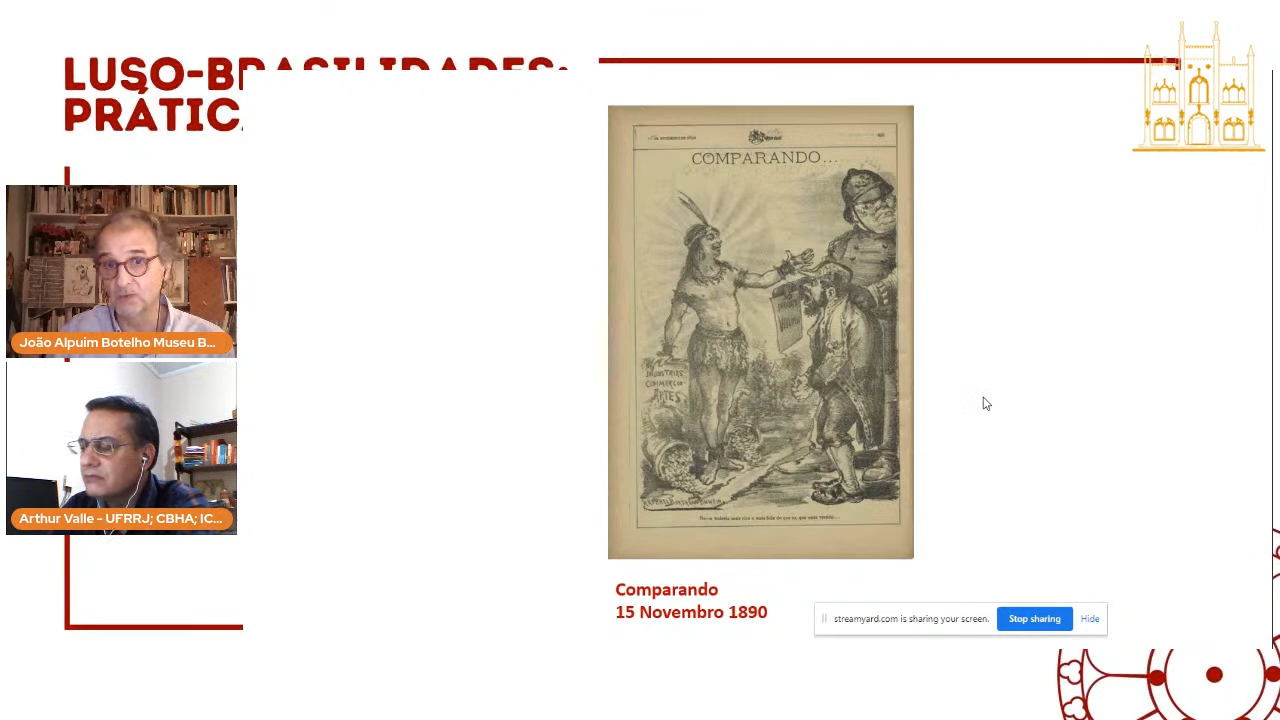 LUSO-BRASILIDADES:
PRÁTIC
COMPARANDO...
INDUSTRIAS
COMMERCIO
ARTES
João Alpuim Botelho Museu B...
Arthur Valle - UFRRJ; CBHA; IC...
Comparando
15 Novembro 1890
streamyard.com is sharing your screen.
Stop sharing
Hide